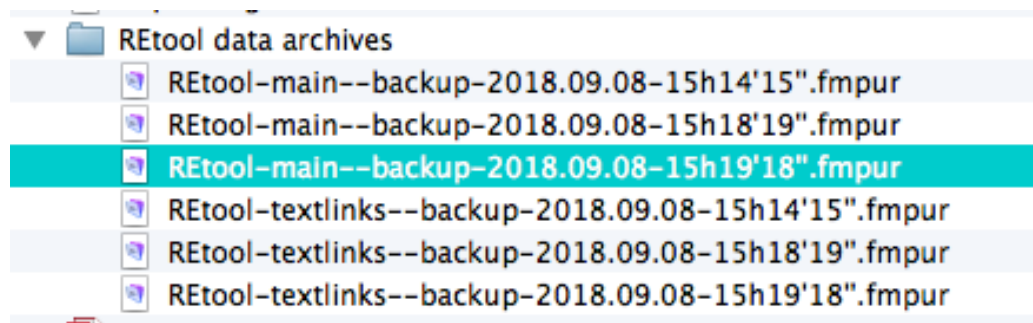 REtool data archives
REtool-main--backup-2018.09.08-15h14'15".fmpur
REtool-main--backup-2018.09.08-15h18'19".fmpur
REtool-main--backup-2018.09.08-15h19'18".fmpur
REtool-textlinks--backup-2018.09.08-15h14'15".fmpur
REtool-textlinks--backup-2018.09.08-15h18'19".fmpur
REtool-textlinks--backup-2018.09.08-15h19'18".fmpur